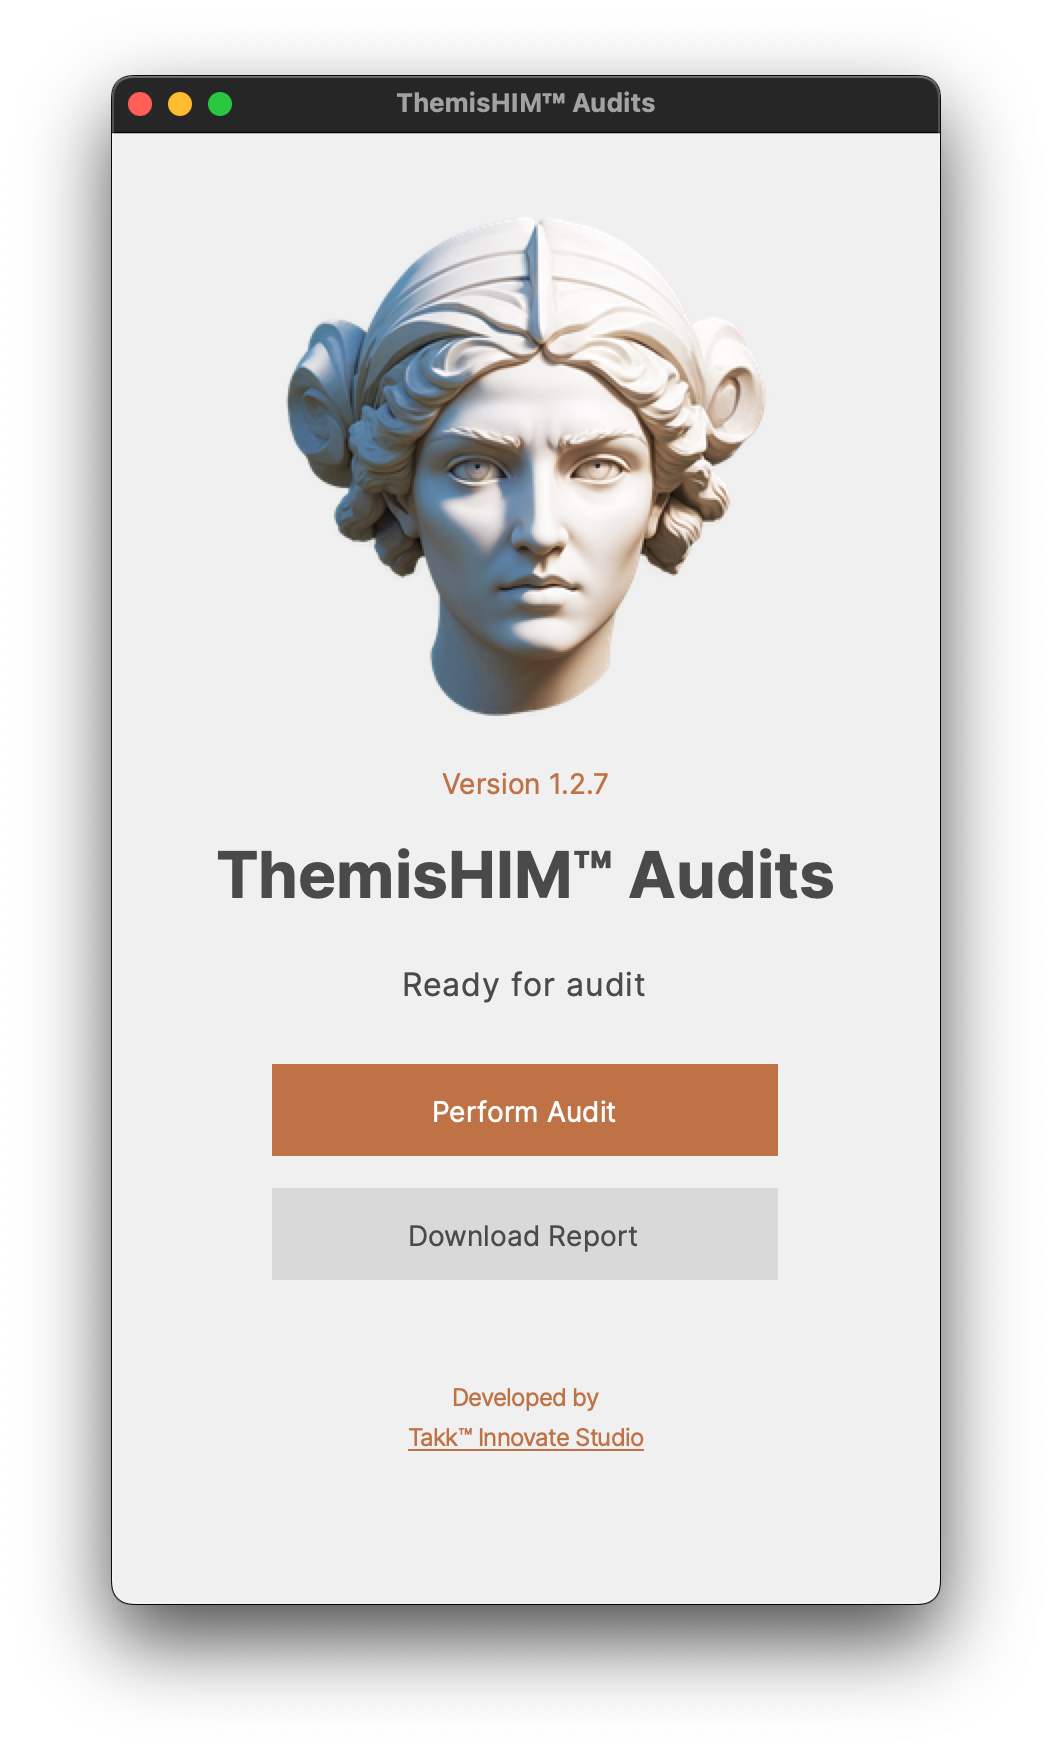 ThemisHIM™ Audits
Version 1.2.7
ThemisHIM™ Audits
Ready for audit
Perform Audit
Download Report
Developed by
Takk™ Innovate Studio